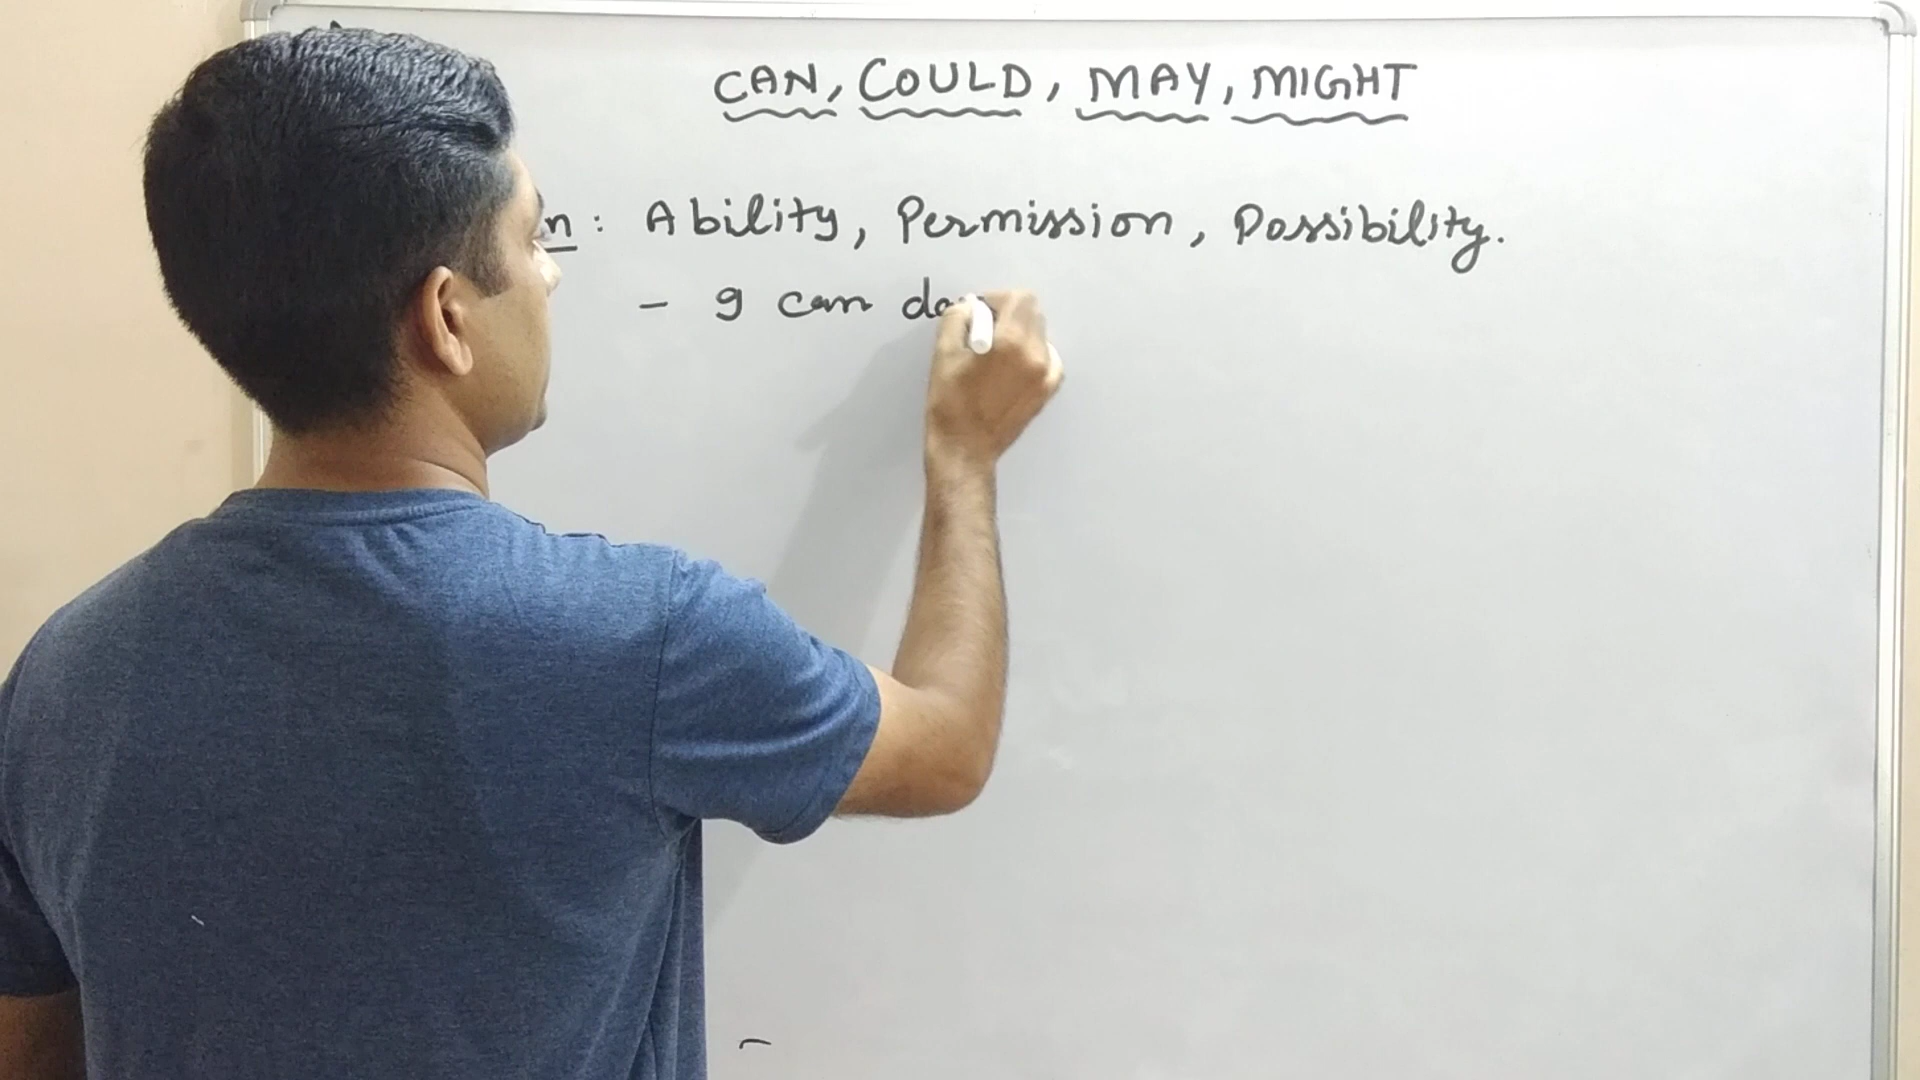 CAN, COULD, MAY, MIGHT
n : Ability, Permission, Possibility.
- I can